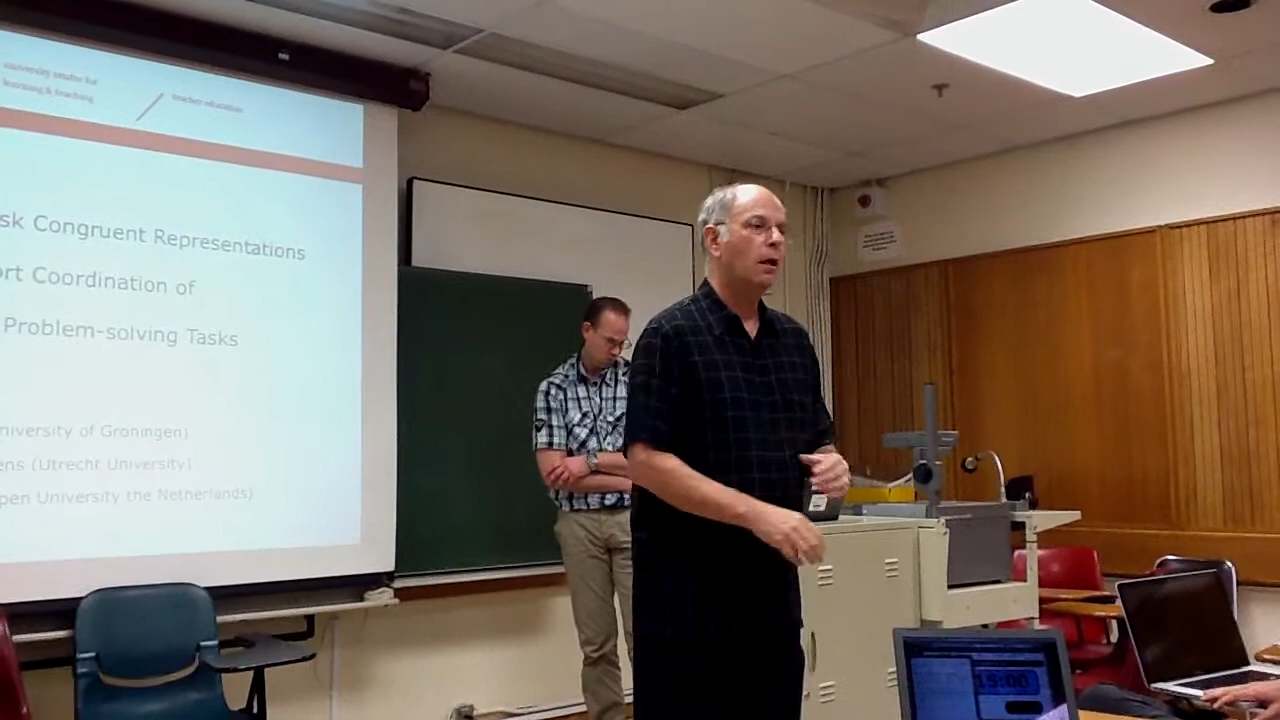 university centre for
learning & teaching
teacher education
sk Congruent Representations
ort Coordination of
Problem-solving Tasks
niversity of Groningen)
ens (Utrecht University)
pen University the Netherlands)
15:00